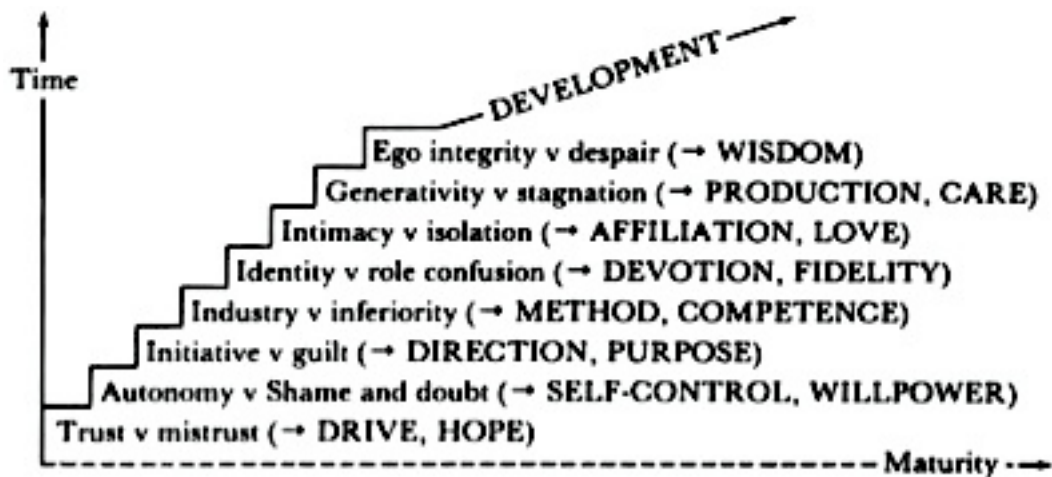 Time
DEVELOPMENT
Ego integrity v despair (→ WISDOM)
Generativity v stagnation (→ PRODUCTION, CARE)
Intimacy v isolation (→ AFFILIATION, LOVE)
Identity v role confusion (→ DEVOTION, FIDELITY)
Industry v inferiority (→ METHOD, COMPETENCE)
Initiative v guilt (→ DIRECTION, PURPOSE)
Autonomy v Shame and doubt (→ SELF-CONTROL, WILLPOWER)
Trust v mistrust (→ DRIVE, HOPE)
Maturity